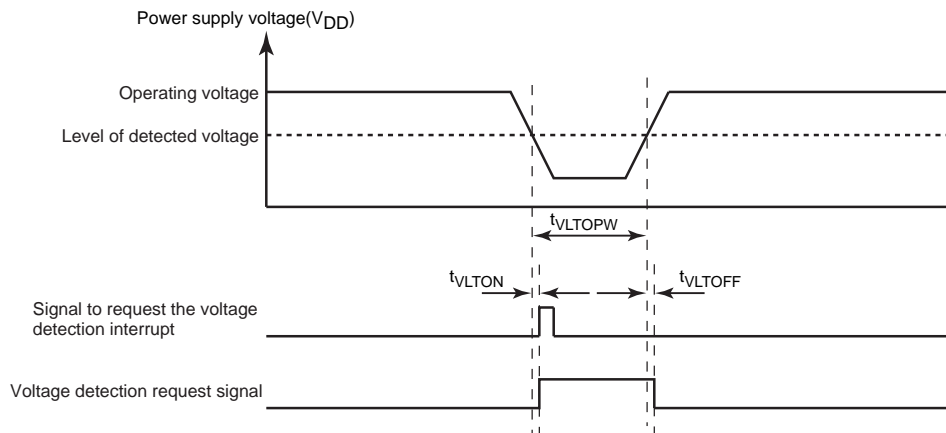 Power supply voltage(VDD)
Operating voltage
Level of detected voltage
tVLTOPW
tVLTON
tVLTOFF
Signal to request the voltage
detection interrupt
Voltage detection request signal